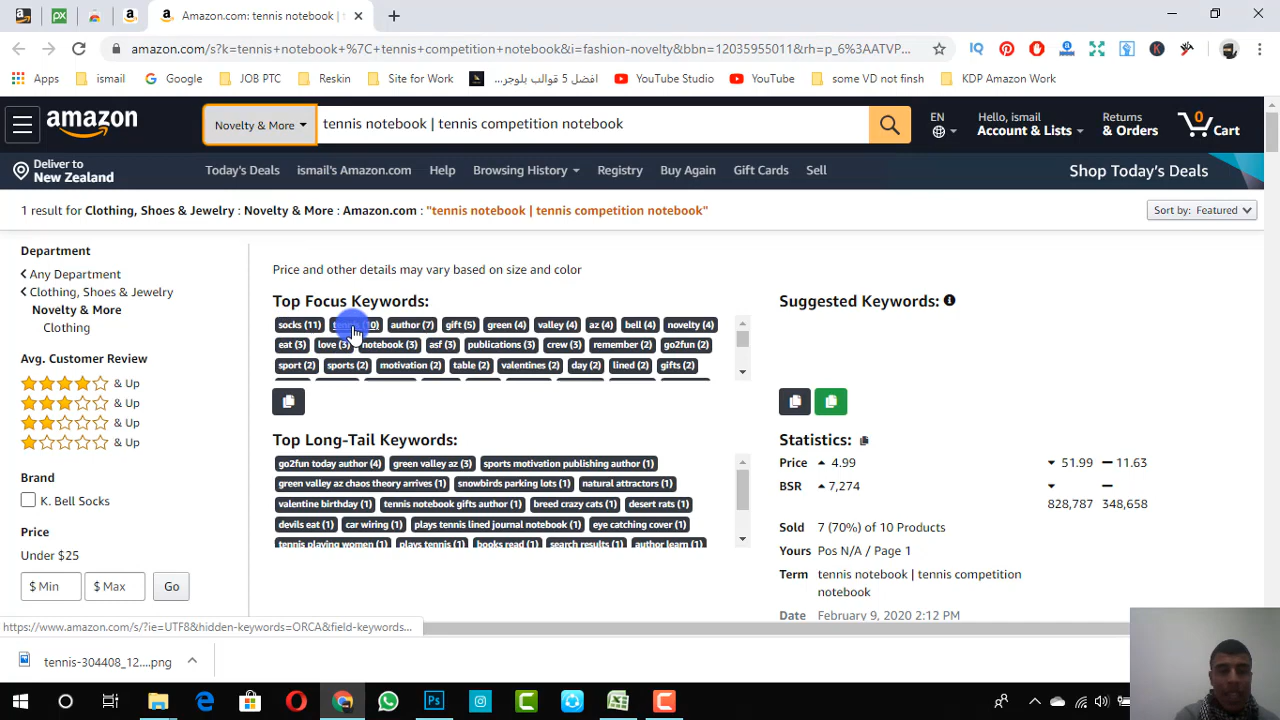 Amazon.com: tennis notebook | t
amazon.com/s?k=tennis+notebook+%7C+tennis+competition+notebook&i=fashion-novelty&bbn=12035955011&rh=p_6%3AATVP...
Apps ismail Google JOB PTC Reskin Site for Work افضل 5 قوالب بلوجر... YouTube Studio YouTube some VD not finsh KDP Amazon Work
amazon Novelty & More tennis notebook | tennis competition notebook EN Hello, ismail Account & Lists Returns & Orders 0 Cart
Deliver to
New Zealand
Today's Deals ismail's Amazon.com Help Browsing History Registry Buy Again Gift Cards Sell Shop Today's Deals
1 result for Clothing, Shoes & Jewelry : Novelty & More : Amazon.com : "tennis notebook | tennis competition notebook" Sort by: Featured
Department
Any Department
Clothing, Shoes & Jewelry
Novelty & More
Clothing
Avg. Customer Review
& Up
& Up
& Up
& Up
Brand
K. Bell Socks
Price
Under $25
$ Min $ Max Go
Price and other details may vary based on size and color
Top Focus Keywords:
socks (11) tennis (10) author (7) gift (5) green (4) valley (4) az (4) bell (4) novelty (4)
eat (3) love (3) notebook (3) asf (3) publications (3) crew (3) remember (2) go2fun (2)
sport (2) sports (2) motivation (2) table (2) valentines (2) day (2) lined (2) gifts (2)
Top Long-Tail Keywords:
go2fun today author (4) green valley az (3) sports motivation publishing author (1)
green valley az chaos theory arrives (1) snowbirds parking lots (1) natural attractors (1)
valentine birthday (1) tennis notebook gifts author (1) breed crazy cats (1) desert rats (1)
devils eat (1) car wiring (1) plays tennis lined journal notebook (1) eye catching cover (1)
tennis playing women (1) plays tennis (1) books read (1) search results (1) author learn (1)
Suggested Keywords:
Statistics:
Price 4.99 51.99 11.63
BSR 7,274
828,787 348,658
Sold 7 (70%) of 10 Products
Yours Pos N/A / Page 1
Term tennis notebook | tennis competition
notebook
Date February 9, 2020 2:12 PM
https://www.amazon.com/s/?ie=UTF8&hidden-keywords=ORCA&field-keywords...
tennis-304408_12....png